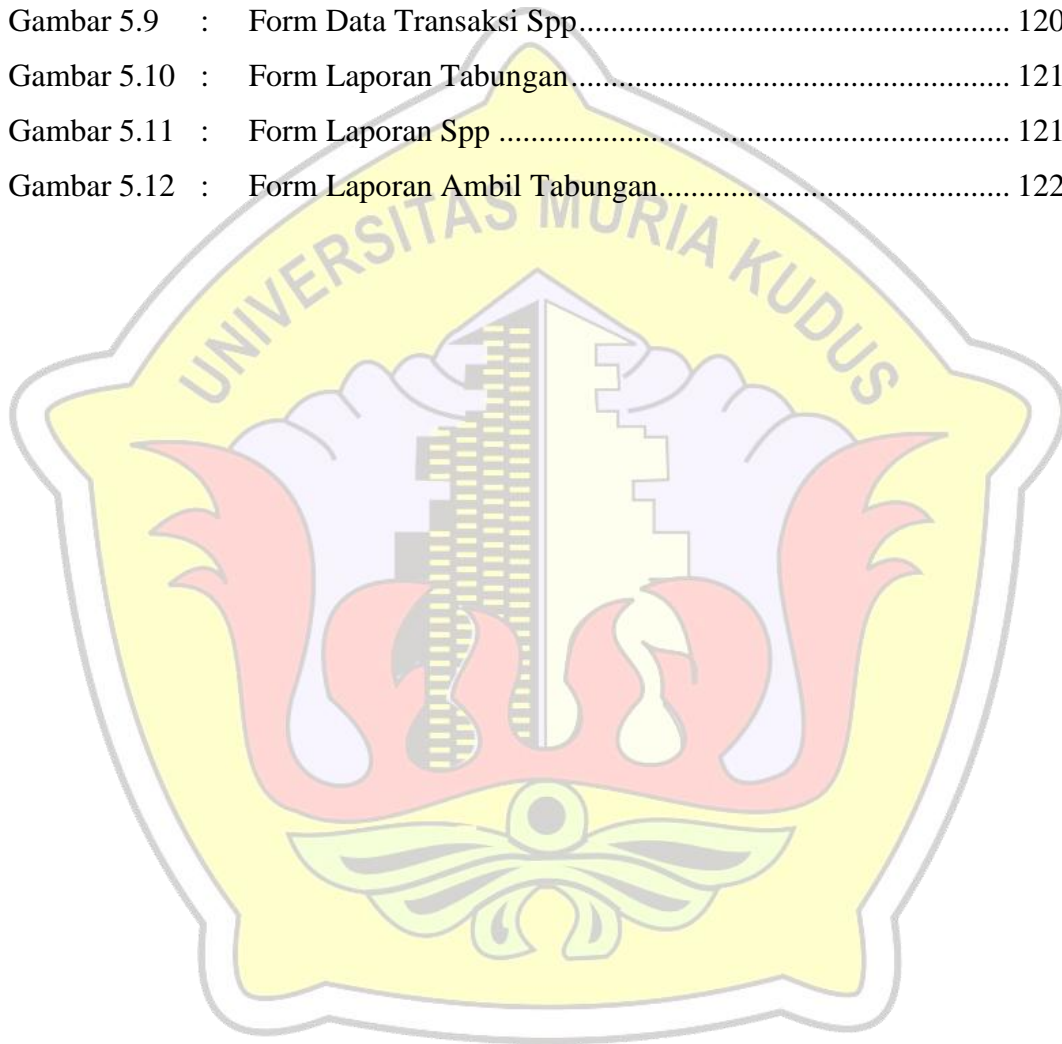 Gambar 5.9 : Form Data Transaksi Spp.................................................... 120
Gambar 5.10 : Form Laporan Tabungan..................................................... 121
Gambar 5.11 : Form Laporan Spp .............................................................. 121
Gambar 5.12 : Form Laporan Ambil Tabungan.......................................... 122
UNIVERSITAS MURIA KUDUS